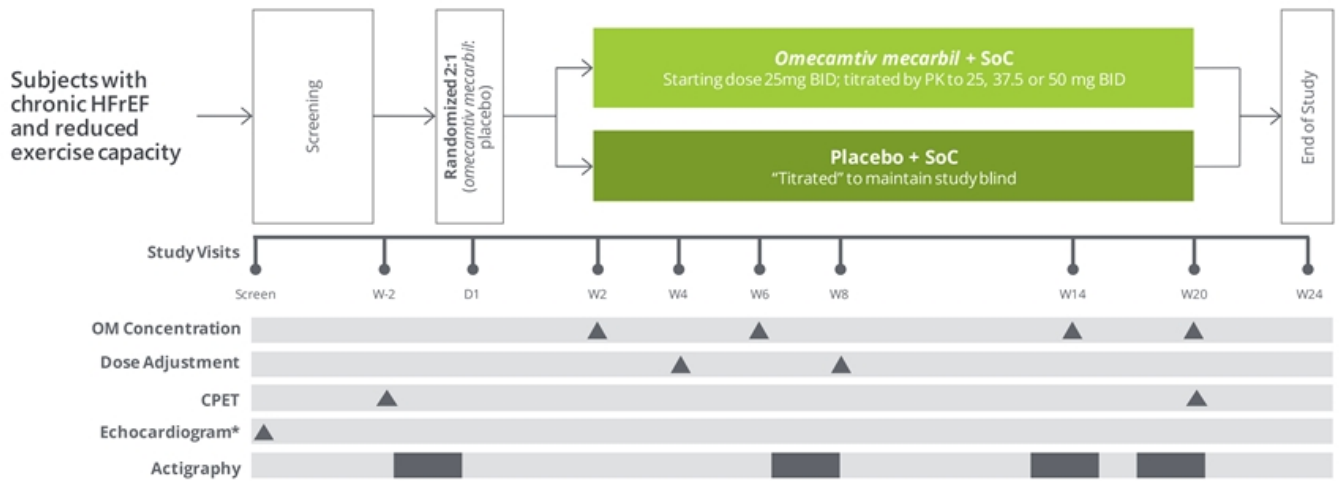 Subjects with
chronic HFrEF
and reduced
exercise capacity
Screening
Randomized 2:1
(omecamtiv mecarbil:
placebo)
Omecamtiv mecarbil + SoC
Starting dose 25mg BID; titrated by PK to 25, 37.5 or 50 mg BID
Placebo + SoC
“Titrated” to maintain study blind
End of Study
Study Visits
Screen W-2 D1 W2 W4 W6 W8 W14 W20 W24
OM Concentration
Dose Adjustment
CPET
Echocardiogram*
Actigraphy